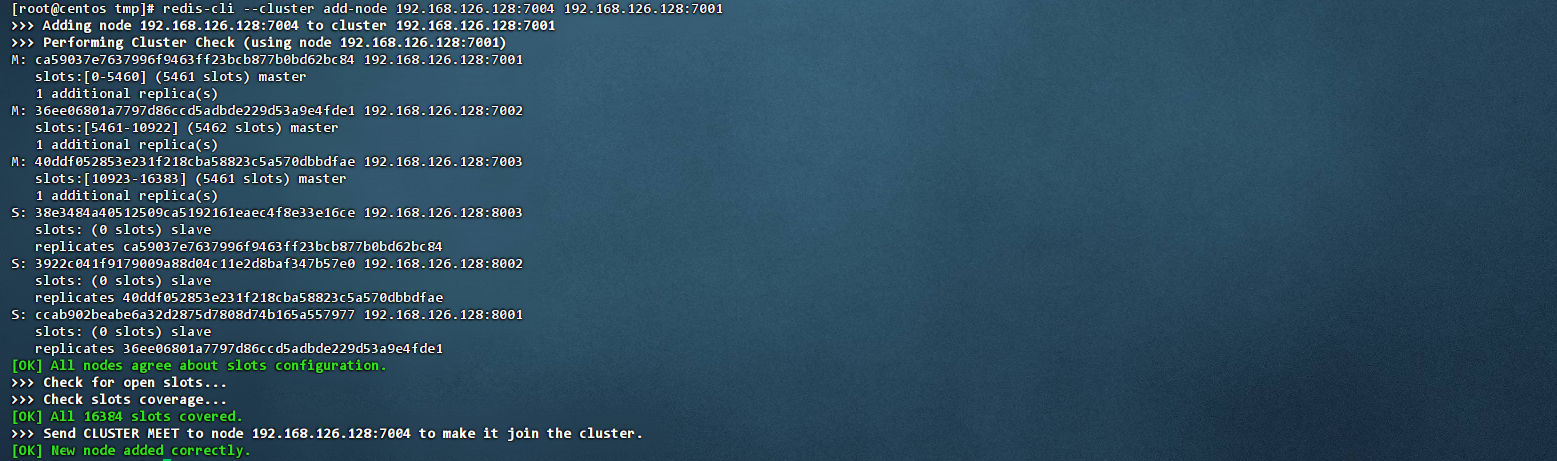 [root@centos tmp]# redis-cli --cluster add-node 192.168.126.128:7004 192.168.126.128:7001
>>> Adding node 192.168.126.128:7004 to cluster 192.168.126.128:7001
>>> Performing Cluster Check (using node 192.168.126.128:7001)
M: ca59037e7637996f9463ff23bcb877b0bd62bc84 192.168.126.128:7001
   slots:[0-5460] (5461 slots) master
   1 additional replica(s)
M: 36ee06801a7797d86ccd5adbde229d53a9e4fde1 192.168.126.128:7002
   slots:[5461-10922] (5462 slots) master
   1 additional replica(s)
M: 40ddf052853e231f218cba58823c5a570dbbdfae 192.168.126.128:7003
   slots:[10923-16383] (5461 slots) master
   1 additional replica(s)
S: 38e3484a40512509ca5192161eaec4f8e33e16ce 192.168.126.128:8003
   slots: (0 slots) slave
   replicates ca59037e7637996f9463ff23bcb877b0bd62bc84
S: 3922c041f9179009a88d04c11e2d8baf347b57e0 192.168.126.128:8002
   slots: (0 slots) slave
   replicates 40ddf052853e231f218cba58823c5a570dbbdfae
S: ccab902beabe6a32d2875d7808d74b165a557977 192.168.126.128:8001
   slots: (0 slots) slave
   replicates 36ee06801a7797d86ccd5adbde229d53a9e4fde1
[OK] All nodes agree about slots configuration.
>>> Check for open slots...
>>> Check slots coverage...
[OK] All 16384 slots covered.
>>> Send CLUSTER MEET to node 192.168.126.128:7004 to make it join the cluster.
[OK] New node added correctly.